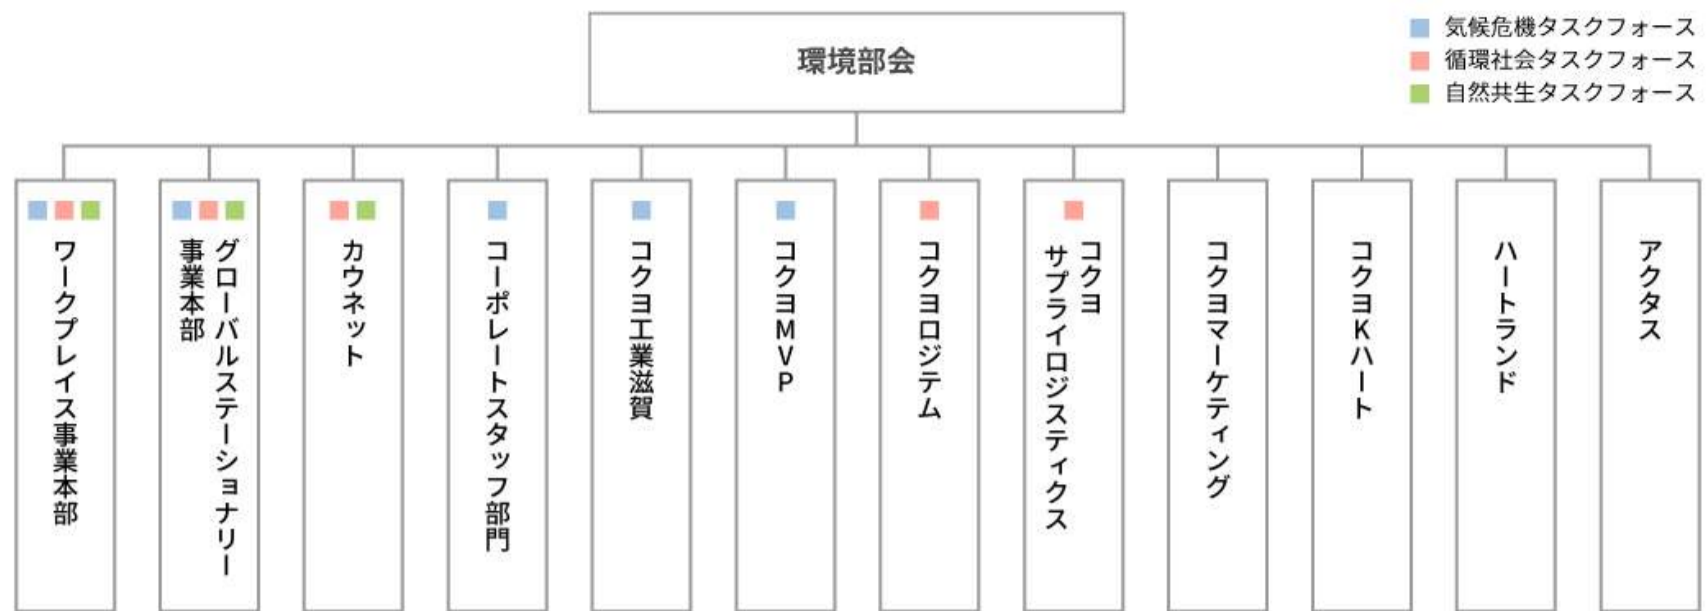 環境部会
気候危機タスクフォース
循環社会タスクフォース
自然共生タスクフォース
ワークプレイス事業本部
グローバルステーショナリー
事業本部
カウネット
コーポレートスタッフ部門
コクヨ工業滋賀
コクヨMVP
コクヨロジテム
コクヨ
サプライロジスティクス
コクヨマーケティング
コクヨKハート
ハートランド
アクタス